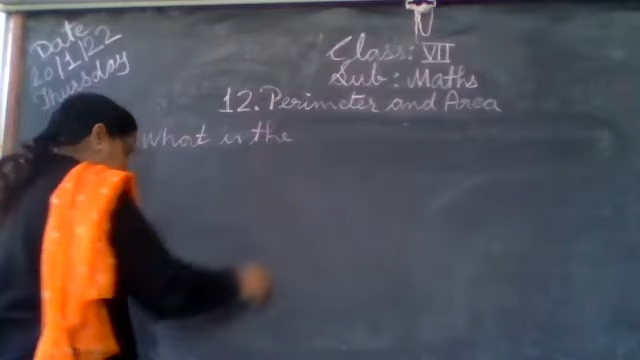 Date
20/1/22
Thursday
Class: VII
Sub: Maths
12. Perimeter and Area
What is the